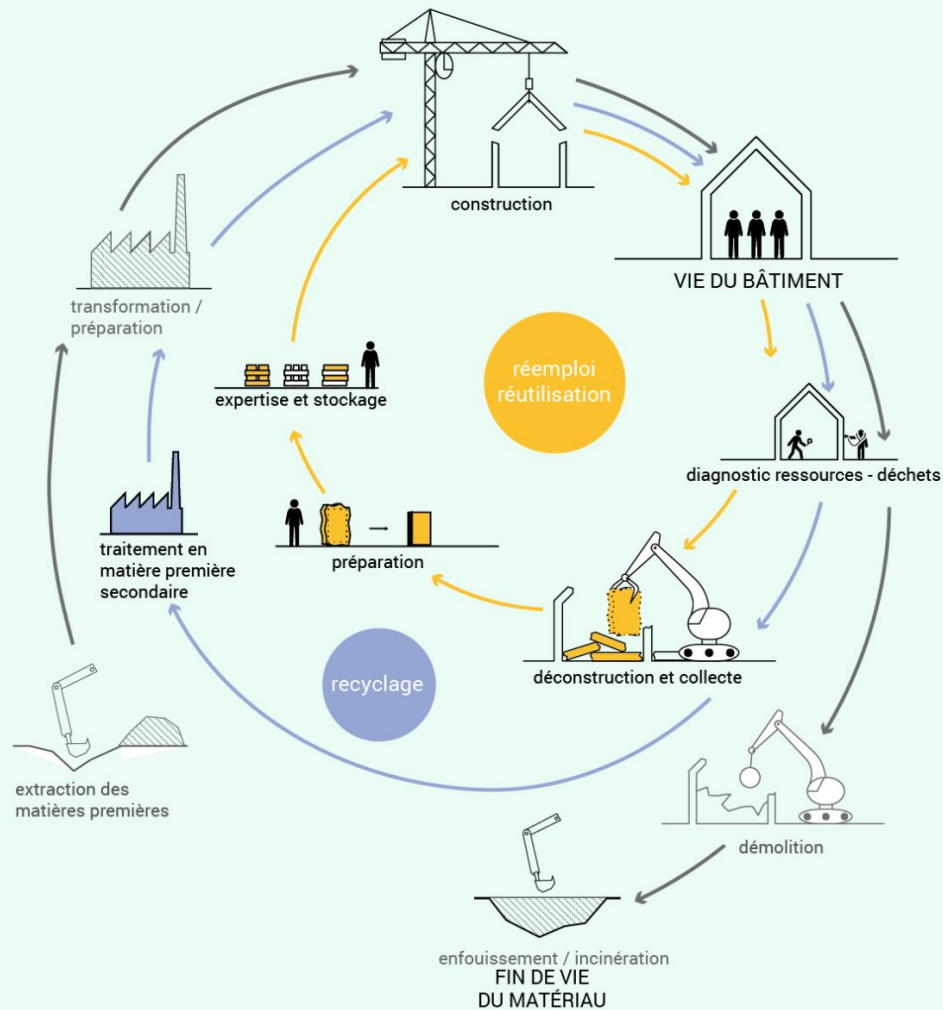 construction
VIE DU BÂTIMENT
transformation /
préparation
réemploi
réutilisation
expertise et stockage
diagnostic ressources - déchets
traitement en
matière première
secondaire
préparation
déconstruction et collecte
recyclage
extraction des
matières premières
démolition
enfouissement / incinération
FIN DE VIE
DU MATÉRIAU